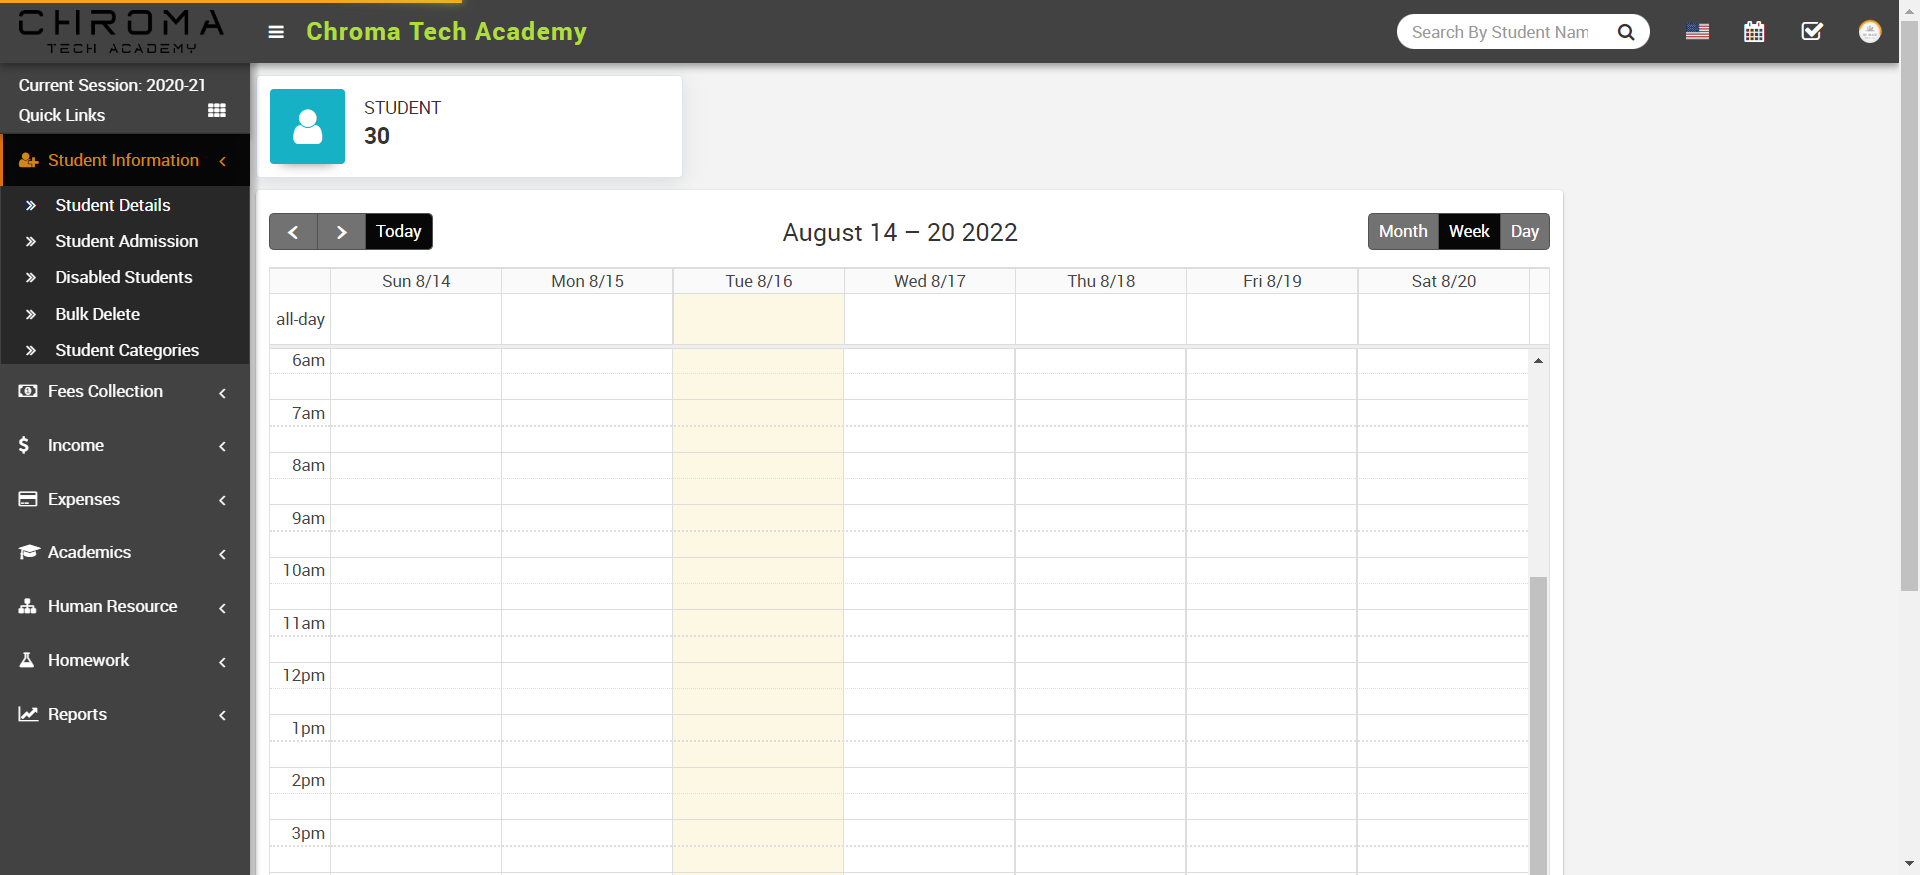 CHROMA
TECH ACADEMY
Chroma Tech Academy
Search By Student Nam
Current Session: 2020-21
Quick Links
Student Information
Student Details
Student Admission
Disabled Students
Bulk Delete
Student Categories
Fees Collection
Income
Expenses
Academics
Human Resource
Homework
Reports
STUDENT
30
Today
August 14 – 20 2022
Month Week Day
Sun 8/14 Mon 8/15 Tue 8/16 Wed 8/17 Thu 8/18 Fri 8/19 Sat 8/20
all-day
6am
7am
8am
9am
10am
11am
12pm
1pm
2pm
3pm